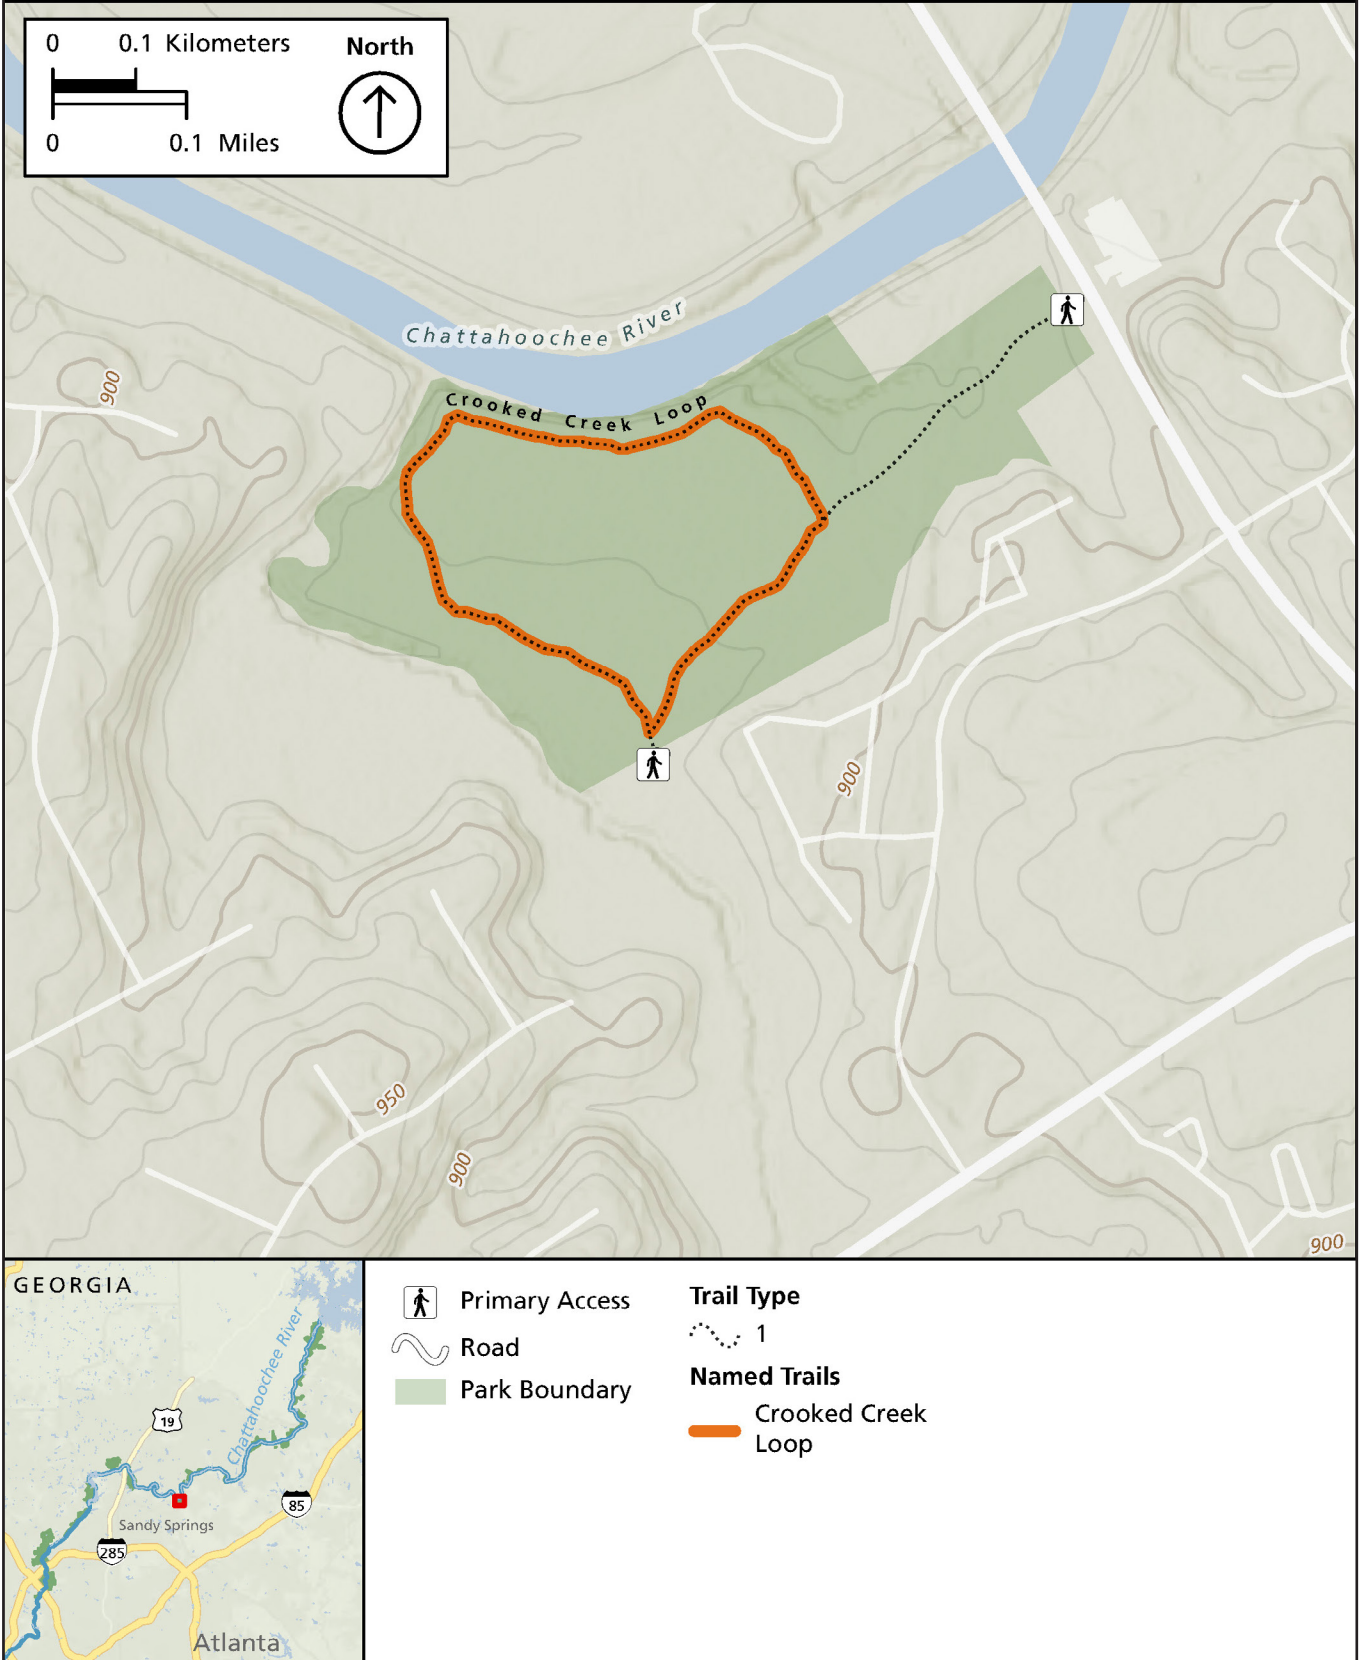 0 0.1 Kilometers
North
0 0.1 Miles
Chattahoochee River
Crooked Creek Loop
900
900
950
900
900
GEORGIA
Chattahoochee River
19
85
Sandy Springs
285
Atlanta
Primary Access
Road
Park Boundary
Trail Type
1
Named Trails
Crooked Creek
Loop